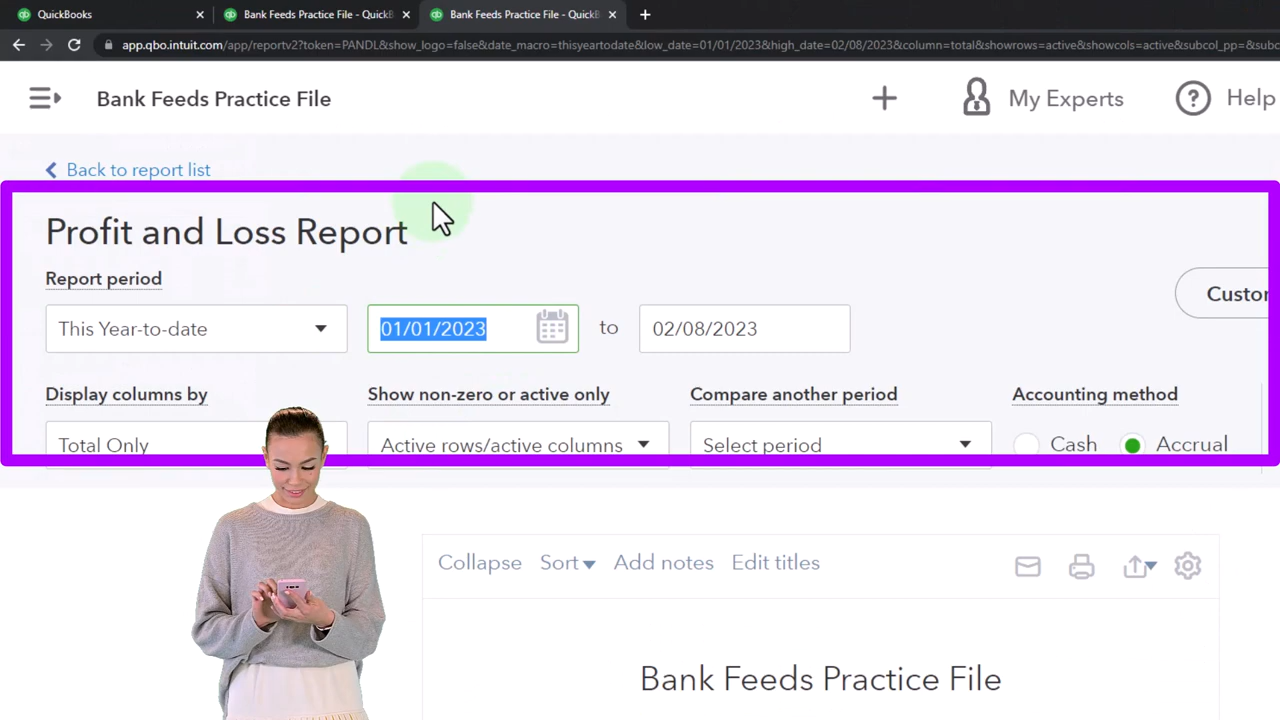 QuickBooks
Bank Feeds Practice File - QuickB
Bank Feeds Practice File - QuickB
app.qbo.intuit.com/app/reportv2?token=PANDL&show_logo=false&date_macro=thisyeartodate&low_date=01/01/2023&high_date=02/08/2023&column=total&showrows=active&showcols=active&subcol_pp=&subc
Bank Feeds Practice File
My Experts
Help
Back to report list
Profit and Loss Report
Report period
Custor
This Year-to-date
01/01/2023
to
02/08/2023
Display columns by
Show non-zero or active only
Compare another period
Accounting method
Total Only
Active rows/active columns
Select period
Cash
Accrual
Collapse
Sort
Add notes
Edit titles
Bank Feeds Practice File